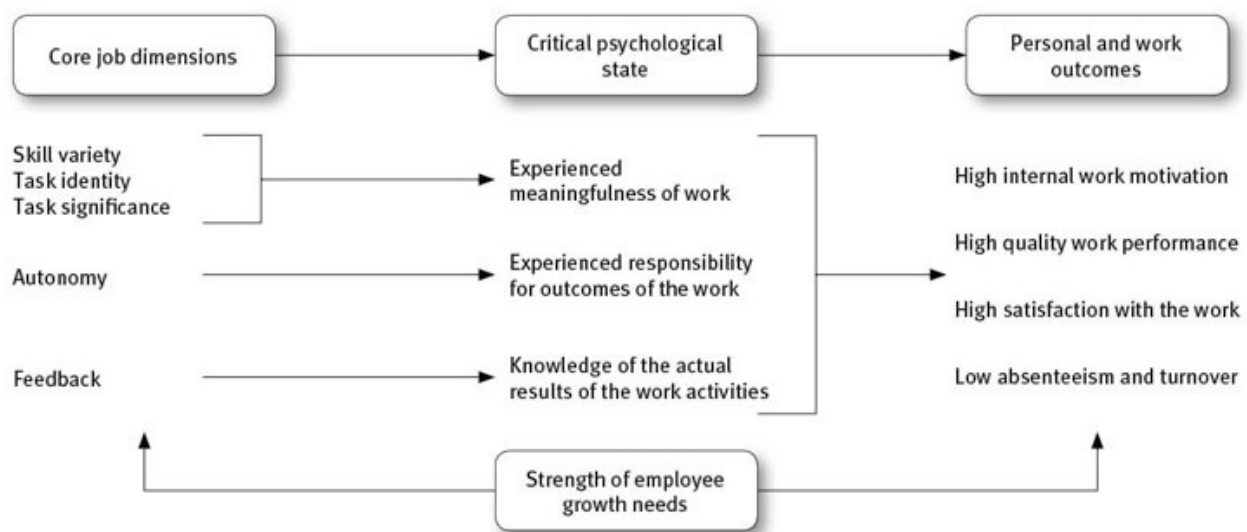 Core job dimensions
Critical psychological
state
Personal and work
outcomes
Skill variety
Task identity
Task significance
Experienced
meaningfulness of work
High internal work motivation
High quality work performance
Autonomy
Experienced responsibility
for outcomes of the work
High satisfaction with the work
Feedback
Knowledge of the actual
results of the work activities
Low absenteeism and turnover
Strength of employee
growth needs